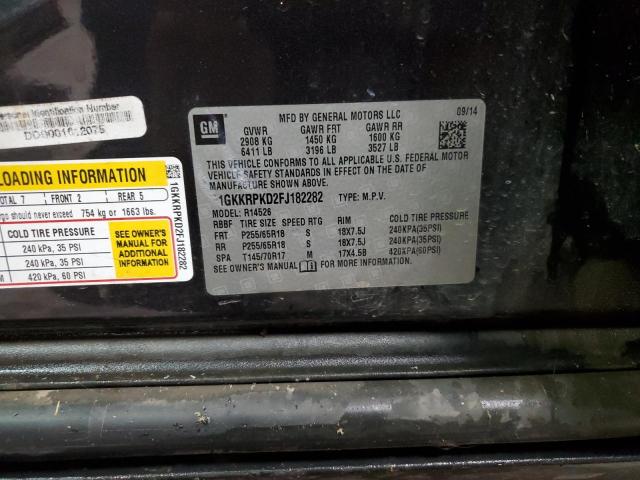 MFD BY GENERAL MOTORS LLC 09/14
GM
GVWR GAWR FRT GAWR RR
2908 KG 1450 KG 1600 KG
6411 LB 3196 LB 3527 LB
THIS VEHICLE CONFORMS TO ALL APPLICABLE U.S. FEDERAL MOTOR
VEHICLE SAFETY STANDARDS IN EFFECT ON THE DATE OF
MANUFACTURE SHOWN ABOVE.
1GKKRPKD2FJ182282 TYPE: M.P.V.
MODEL: R14526
RBBF TIRE SIZE SPEED RTG RIM COLD TIRE PRESSURE
FRT P255/65R18 S 18X7.5J 240KPA(35PSI)
RR P255/65R18 S 18X7.5J 240KPA(35PSI)
SPA T145/70R17 M 17X4.5B 420KPA(60PSI)
SEE OWNER'S MANUAL FOR MORE INFORMATION.
Identification Number
LOADING INFORMATION
TOTAL 7 FRONT 2 REAR 5
should never exceed 754 kg or 1663 lbs.
COLD TIRE PRESSURE
240 kPa, 35 PSI
240 kPa, 35 PSI
420 kPa, 60 PSI
SEE OWNER'S
MANUAL FOR
ADDITIONAL
INFORMATION
1GKKRPKD2FJ182282